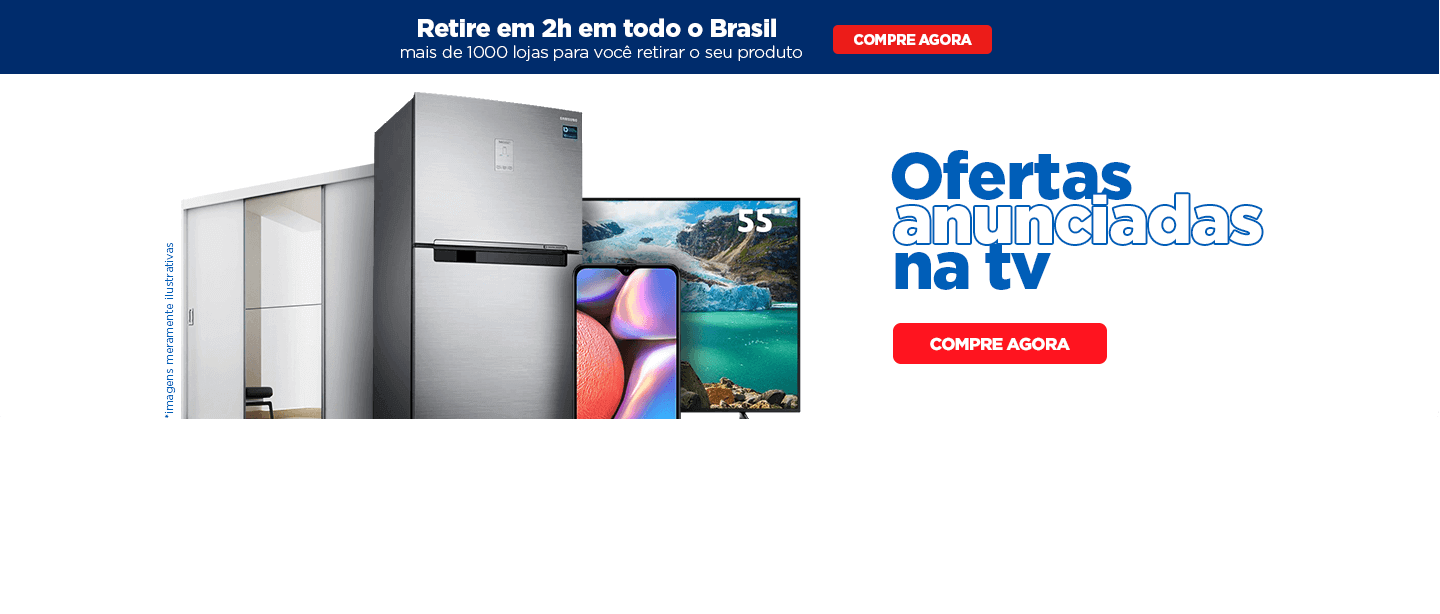 Retire em 2h em todo o Brasil
mais de 1000 lojas para você retirar o seu produto
COMPRE AGORA
SAMSUNG
55"
*imagens meramente ilustrativas
Ofertas
anunciadas
na tv
COMPRE AGORA